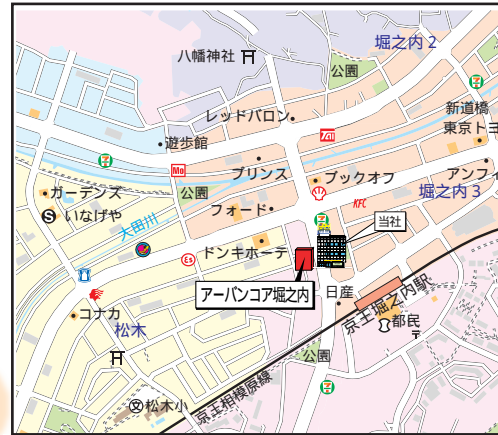 堀之内2
八幡神社
公園
新道橋
レッドバロン
東京トヨ
遊歩館
プリンス
ブックオフ
アンフィ
Mo
堀之内3
公園
KFC
ガーデンズ
フォード
S いなげや
大田川
当社
ドンキホーテ
Es
アーバンコア堀之内
日産
京王堀之内駅
コナカ
都民
松木
公園
京王相模原線
文 松木小